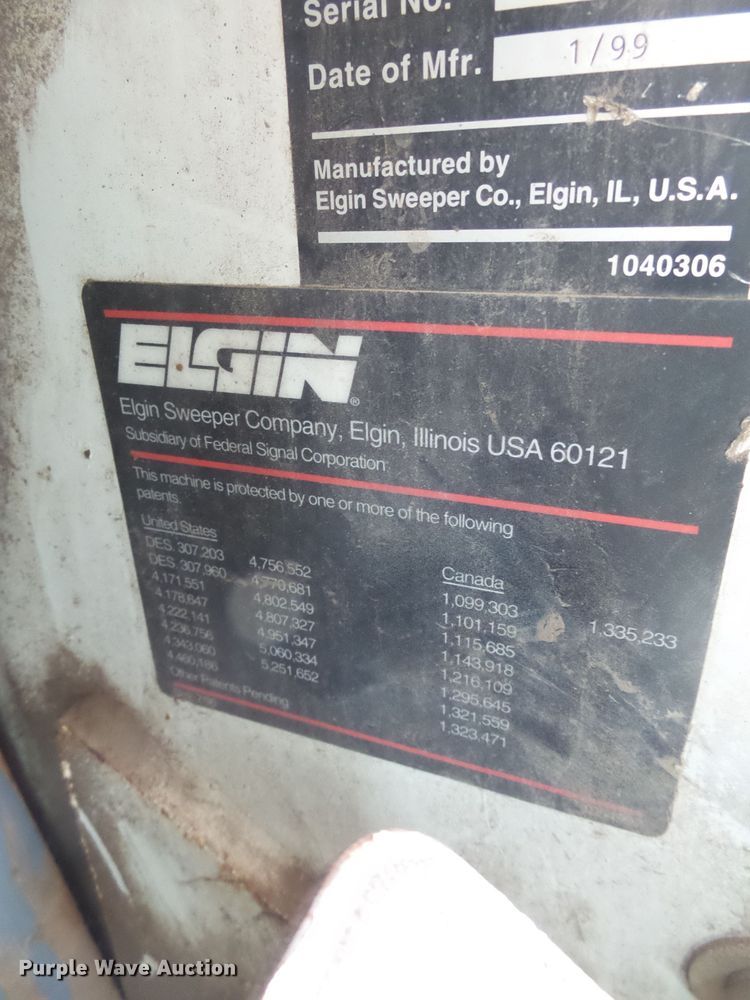 Serial No.
Date of Mfr. 1/99
Manufactured by
Elgin Sweeper Co., Elgin, IL, U.S.A.
1040306
ELGIN®
Elgin Sweeper Company, Elgin, Illinois USA 60121
Subsidiary of Federal Signal Corporation
This machine is protected by one or more of the following
patents.
United States
DES. 307,203 4,756,552
DES. 307,960 4,770,681
4,171,551 4,802,549
4,178,647 4,807,327
4,222,141 4,951,347
4,236,756 5,060,334
4,343,060 5,251,652
4,460,186
Other Patents Pending
Canada
1,099,303 1,335,233
1,101,159
1,115,685
1,143,918
1,216,109
1,295,645
1,321,559
1,323,471
Purple Wave Auction